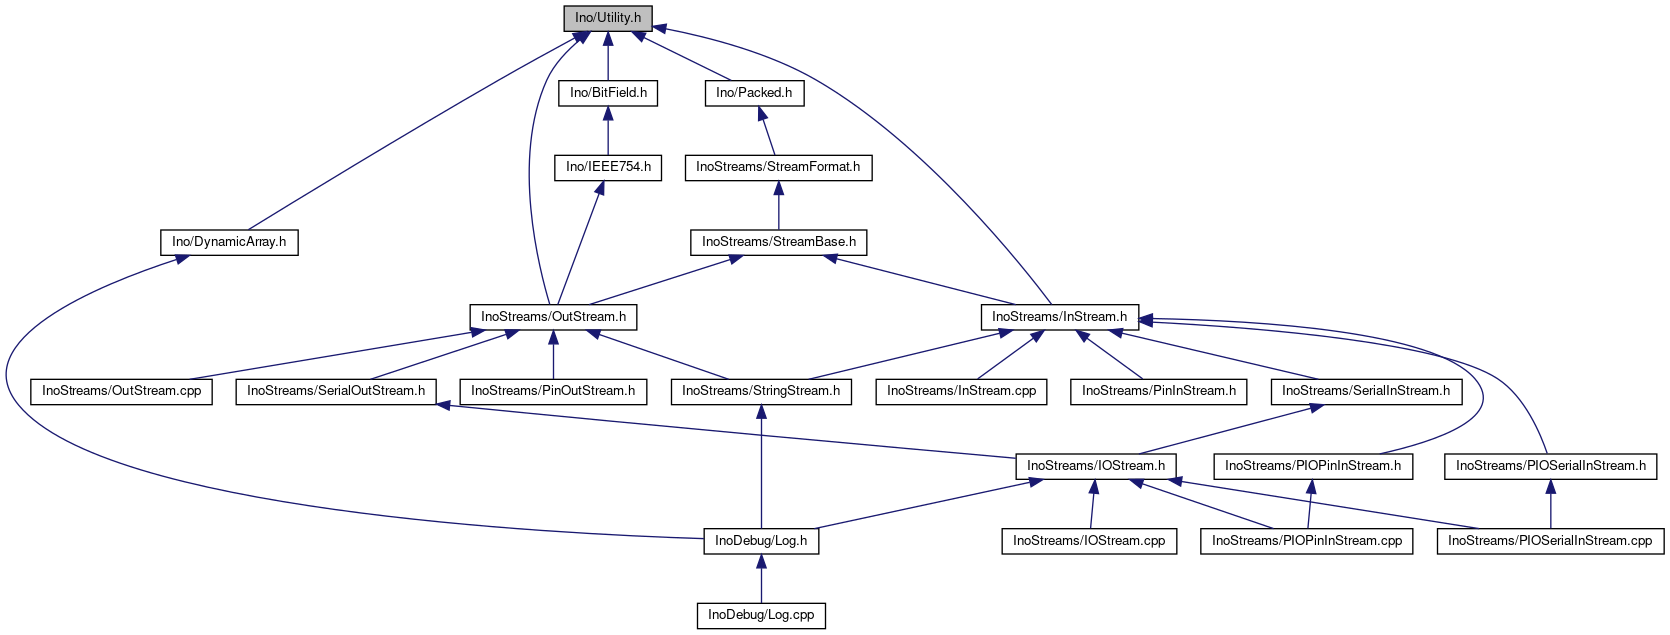 Ino/Utility.h
Ino/BitField.h
Ino/Packed.h
Ino/IEEE754.h
InoStreams/StreamFormat.h
Ino/DynamicArray.h
InoStreams/StreamBase.h
InoStreams/OutStream.h
InoStreams/InStream.h
InoStreams/OutStream.cpp
InoStreams/SerialOutStream.h
InoStreams/PinOutStream.h
InoStreams/StringStream.h
InoStreams/InStream.cpp
InoStreams/PinInStream.h
InoStreams/SerialInStream.h
InoStreams/IOStream.h
InoStreams/PIOPinInStream.h
InoStreams/PIOSerialInStream.h
InoDebug/Log.h
InoStreams/IOStream.cpp
InoStreams/PIOPinInStream.cpp
InoStreams/PIOSerialInStream.cpp
InoDebug/Log.cpp